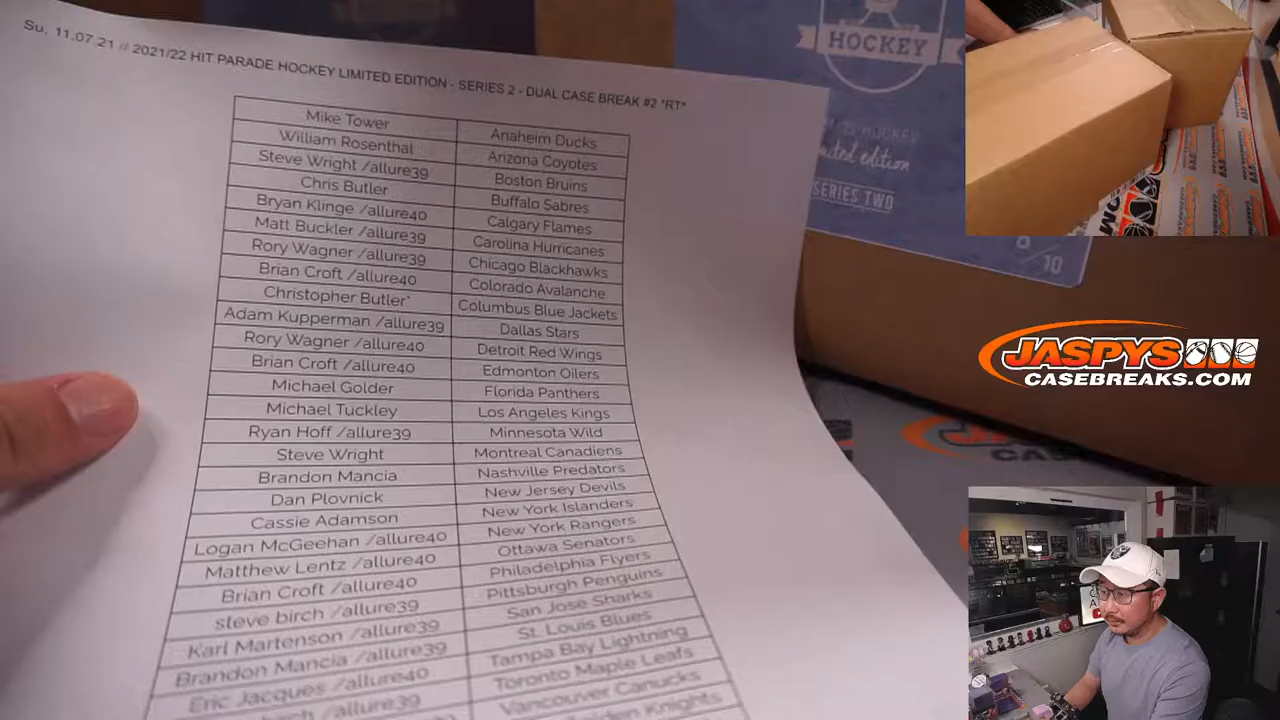 Su, 11.07.21 // 2021/22 HIT PARADE HOCKEY LIMITED EDITION - SERIES 2 - DUAL CASE BREAK #2 *RT*
Mike Tower Anaheim Ducks
William Rosenthal Arizona Coyotes
Steve Wright /allure39 Boston Bruins
Chris Butler Buffalo Sabres
Bryan Klinge /allure40 Calgary Flames
Matt Buckler /allure39 Carolina Hurricanes
Rory Wagner /allure39 Chicago Blackhawks
Brian Croft /allure40 Colorado Avalanche
Christopher Butler* Columbus Blue Jackets
Adam Kupperman /allure39 Dallas Stars
Rory Wagner /allure40 Detroit Red Wings
Brian Croft /allure40 Edmonton Oilers
Michael Golder Florida Panthers
Michael Tuckley Los Angeles Kings
Ryan Hoff /allure39 Minnesota Wild
Steve Wright Montreal Canadiens
Brandon Mancia Nashville Predators
Dan Plovnick New Jersey Devils
Cassie Adamson New York Islanders
Logan McGeehan /allure40 New York Rangers
Matthew Lentz /allure40 Ottawa Senators
Brian Croft /allure40 Philadelphia Flyers
steve birch /allure39 Pittsburgh Penguins
Karl Martenson /allure39 San Jose Sharks
Brandon Mancia /allure39 St. Louis Blues
Eric Jacques /allure40 Tampa Bay Lightning
/allure39 Toronto Maple Leafs
Vancouver Canucks
Knights
HOCKEY
HOCKEY
limited edition
SERIES TWO
10
JASPYS
CASEBREAKS.COM